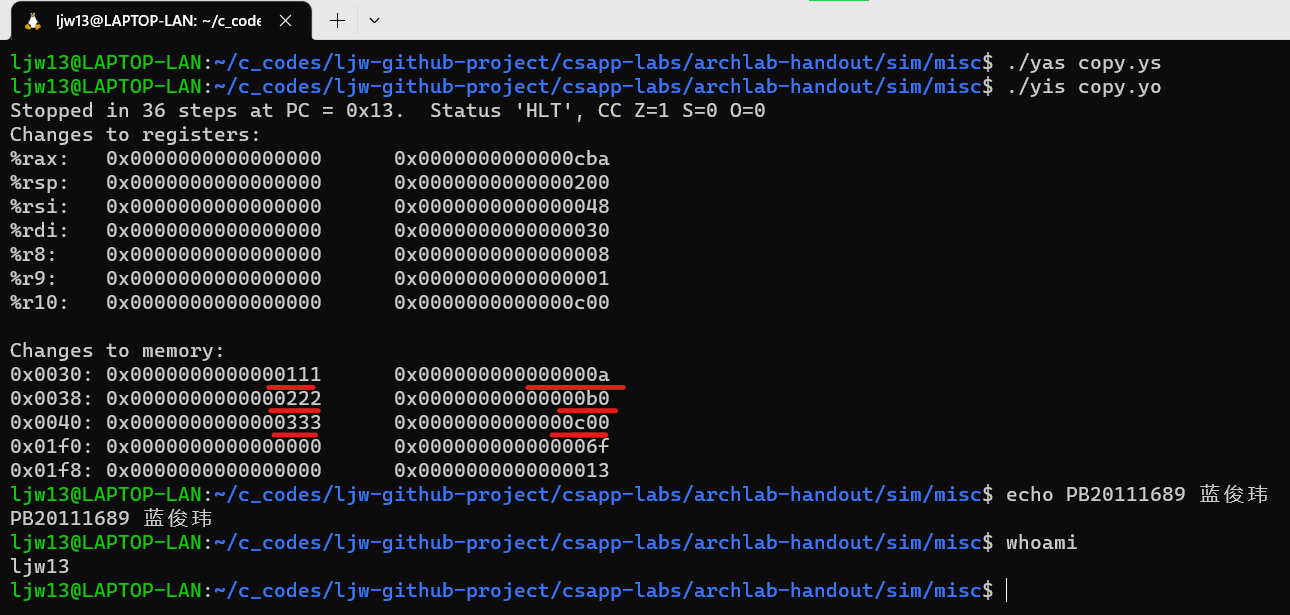 ljw13@LAPTOP-LAN: ~/c_code
ljw13@LAPTOP-LAN:~/c_codes/ljw-github-project/csapp-labs/archlab-handout/sim/misc$ ./yas copy.ys
ljw13@LAPTOP-LAN:~/c_codes/ljw-github-project/csapp-labs/archlab-handout/sim/misc$ ./yis copy.yo
Stopped in 36 steps at PC = 0x13.  Status 'HLT', CC Z=1 S=0 O=0
Changes to registers:
%rax:   0x0000000000000000      0x0000000000000cba
%rsp:   0x0000000000000000      0x0000000000000200
%rsi:   0x0000000000000000      0x0000000000000048
%rdi:   0x0000000000000000      0x0000000000000030
%r8:    0x0000000000000000      0x0000000000000008
%r9:    0x0000000000000000      0x0000000000000001
%r10:   0x0000000000000000      0x0000000000000c00
Changes to memory:
0x0030: 0x0000000000000111      0x000000000000000a
0x0038: 0x0000000000000222      0x00000000000000b0
0x0040: 0x0000000000000333      0x0000000000000c00
0x01f0: 0x0000000000000000      0x000000000000006f
0x01f8: 0x0000000000000000      0x0000000000000013
ljw13@LAPTOP-LAN:~/c_codes/ljw-github-project/csapp-labs/archlab-handout/sim/misc$ echo PB20111689 蓝俊玮
PB20111689 蓝俊玮
ljw13@LAPTOP-LAN:~/c_codes/ljw-github-project/csapp-labs/archlab-handout/sim/misc$ whoami
ljw13
ljw13@LAPTOP-LAN:~/c_codes/ljw-github-project/csapp-labs/archlab-handout/sim/misc$